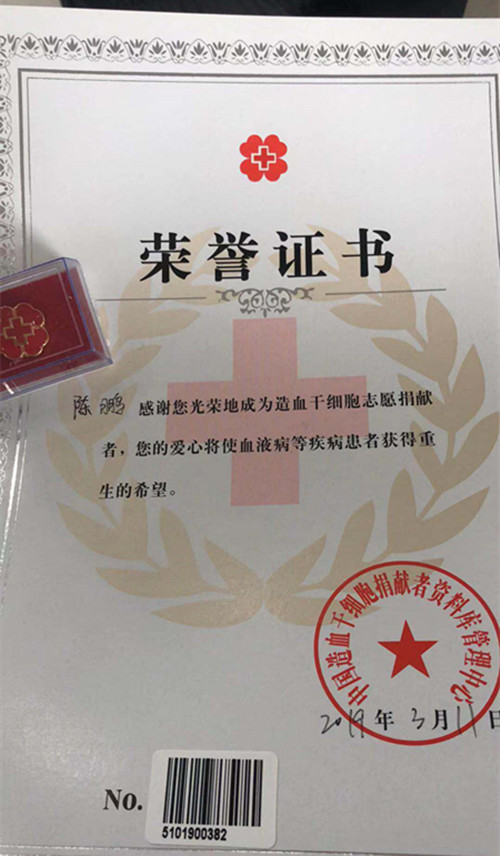 荣誉证书
陈鹏 感谢您光荣地成为造血干细胞志愿捐献
者，您的爱心将使血液病等疾病患者获得重
生的希望。
中国造血干细胞捐献者资料库管理中心
2019年3月11日
No.
5101900382